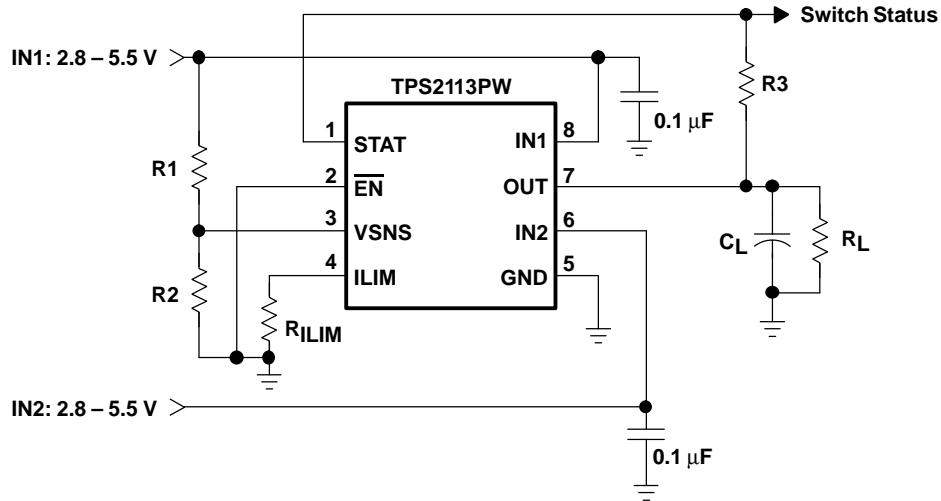 Switch Status
IN1: 2.8 – 5.5 V
R3
TPS2113PW
0.1 µF
1
STAT
IN1
8
R1
2
E̅N̅
OUT
7
3
VSNS
IN2
6
CL
RL
R2
4
ILIM
GND
5
RILIM
IN2: 2.8 – 5.5 V
0.1 µF